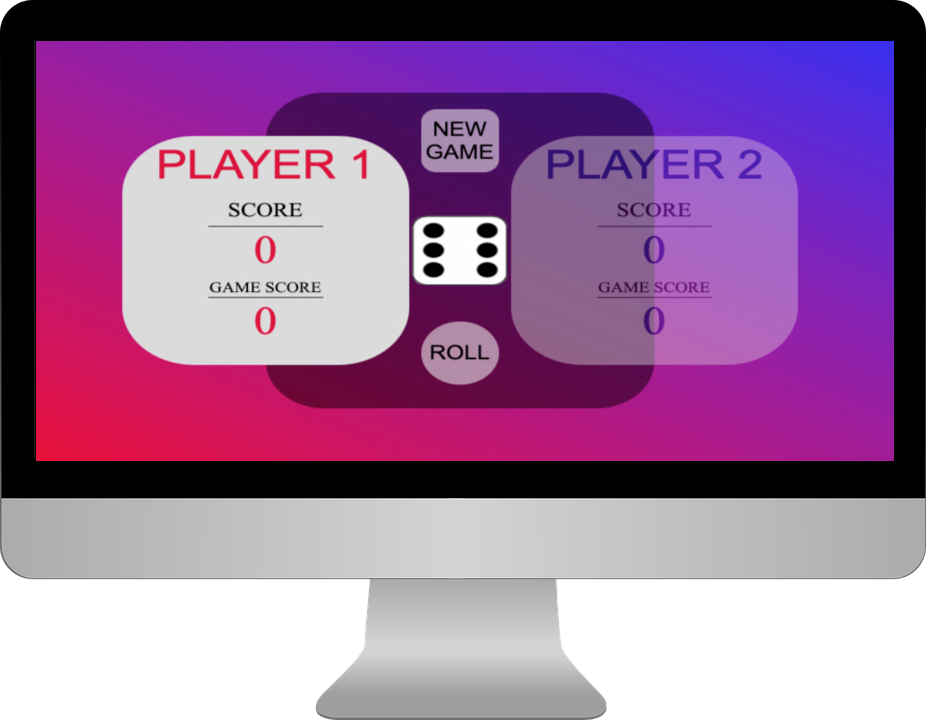 PLAYER 1
SCORE
0
GAME SCORE
0
NEW
GAME
ROLL
PLAYER 2
SCORE
0
GAME SCORE
0